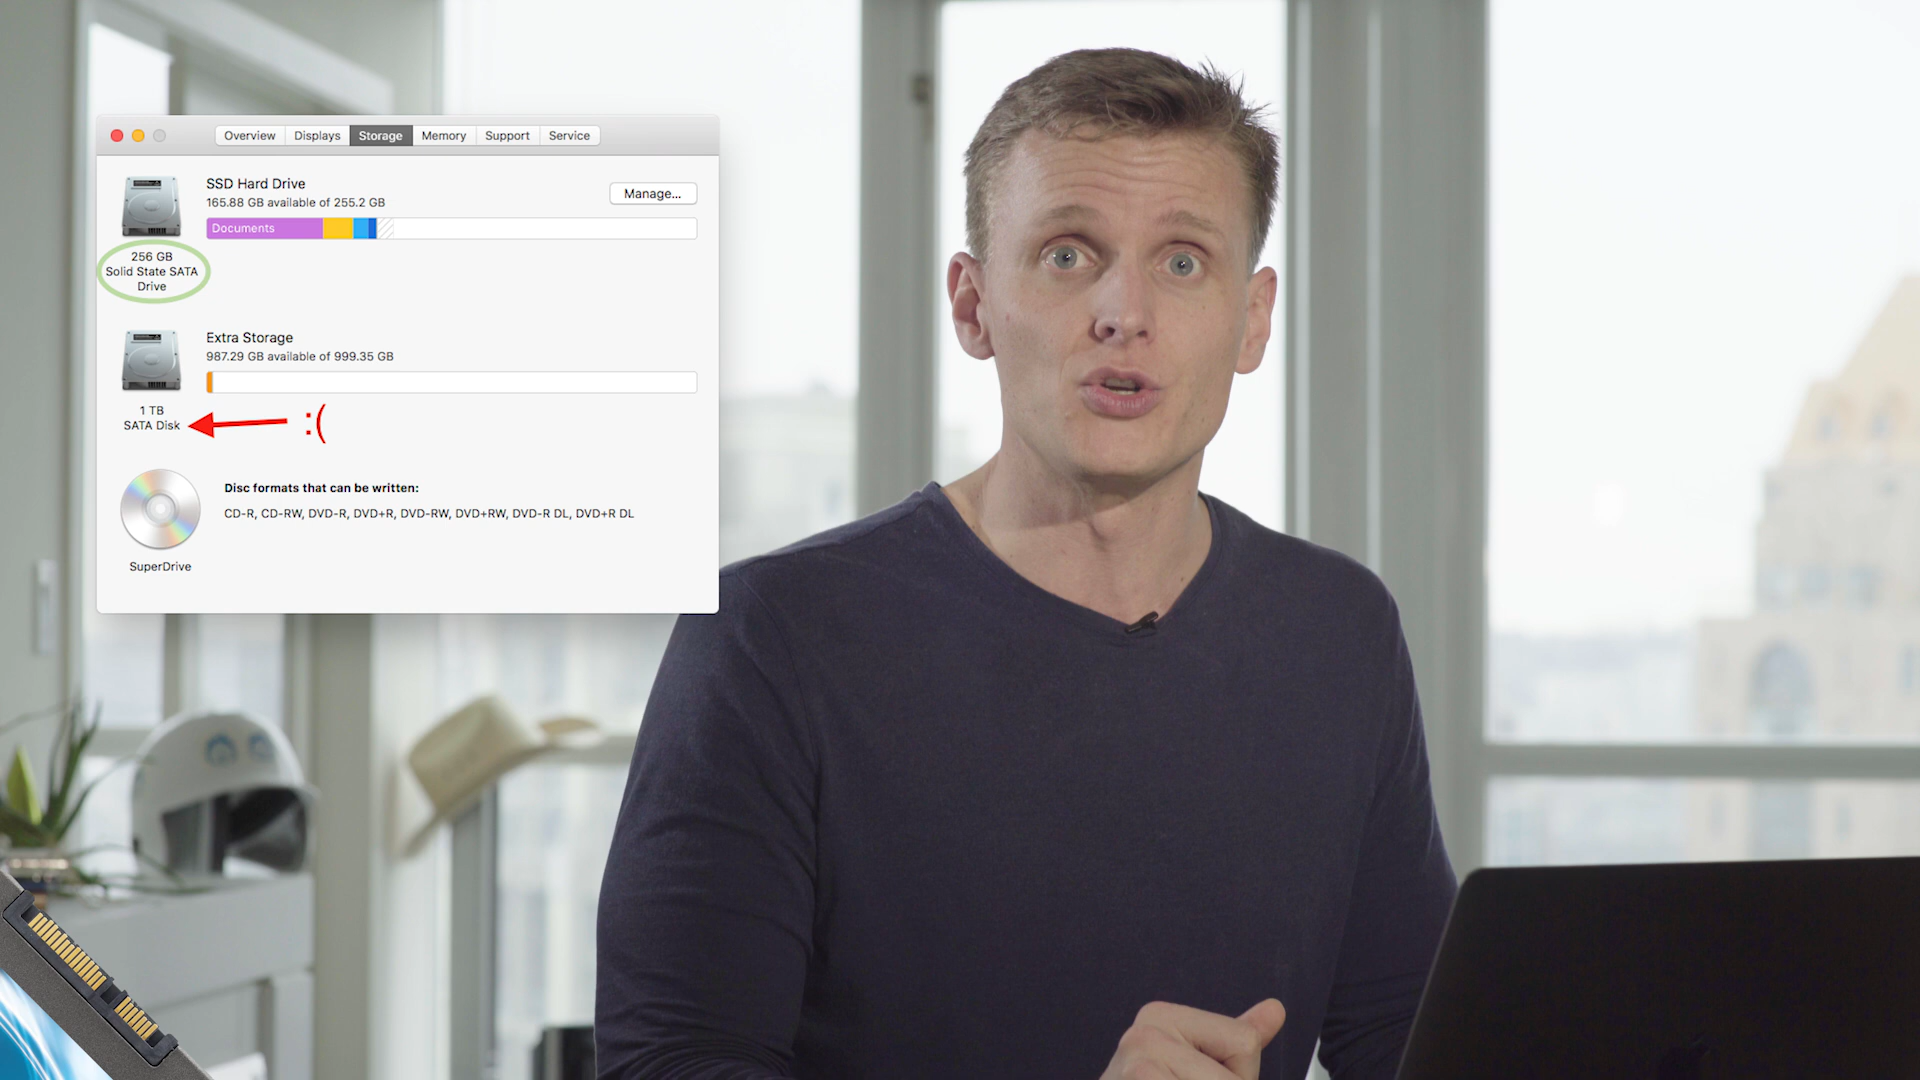 Overview Displays Storage Memory Support Service
SSD Hard Drive
165.88 GB available of 255.2 GB
Manage...
Documents
256 GB
Solid State SATA
Drive
Extra Storage
987.29 GB available of 999.35 GB
1 TB
SATA Disk
:(
Disc formats that can be written:
CD-R, CD-RW, DVD-R, DVD+R, DVD-RW, DVD+RW, DVD-R DL, DVD+R DL
SuperDrive